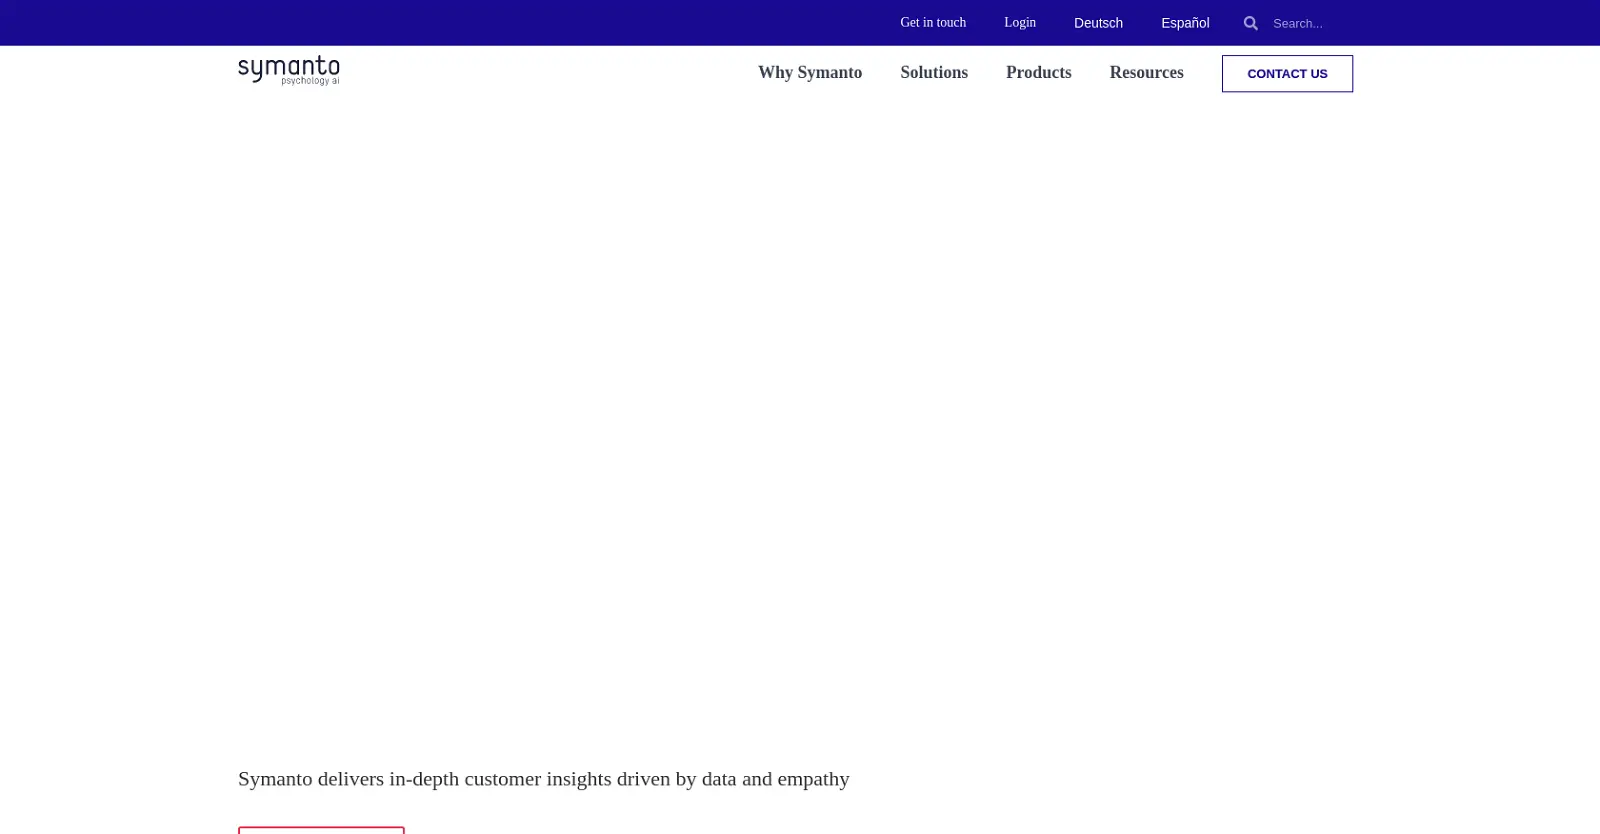 Get in touch Login Deutsch Español Search...
symanto
psychology ai
Why Symanto Solutions Products Resources CONTACT US
Symanto delivers in-depth customer insights driven by data and empathy